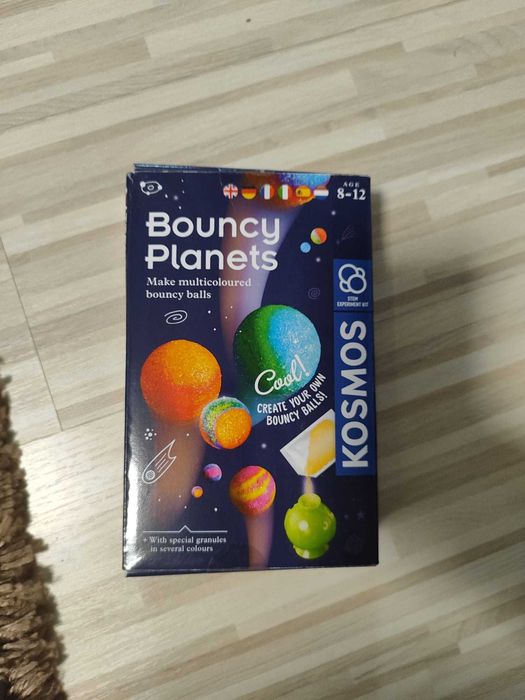 AGE
8-12
Bouncy
Planets
Make multicoloured
bouncy balls
STEM
EXPERIMENT KIT
KOSMOS
Cool!
CREATE YOUR OWN
BOUNCY BALLS!
+ With special granules
in several colours